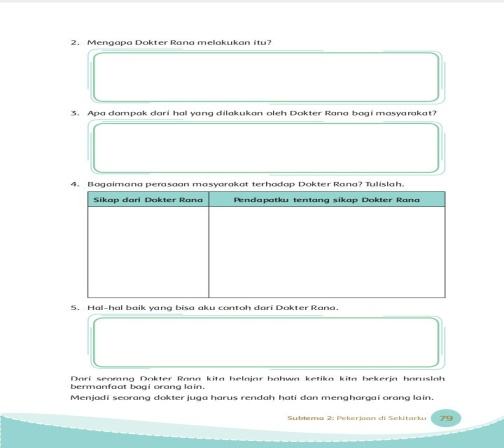 2. Mengapa Dokter Rana melakukan itu?
3. Apa dampak dari hal yang dilakukan oleh Dokter Rana bagi masyarakat?
4. Bagaimana perasaan masyarakat terhadap Dokter Rana? Tulislah.
Sikap dari Dokter Rana Pendapatku tentang sikap Dokter Rana
5. Hal-hal baik yang bisa aku contoh dari Dokter Rana.
Dari seorang Dokter Rana kita belajar bahwa ketika kita bekerja haruslah
bermanfaat bagi orang lain.
Menjadi seorang dokter juga harus rendah hati dan menghargai orang lain.
Subtema 2: Pekerjaan di Sekitarku 79